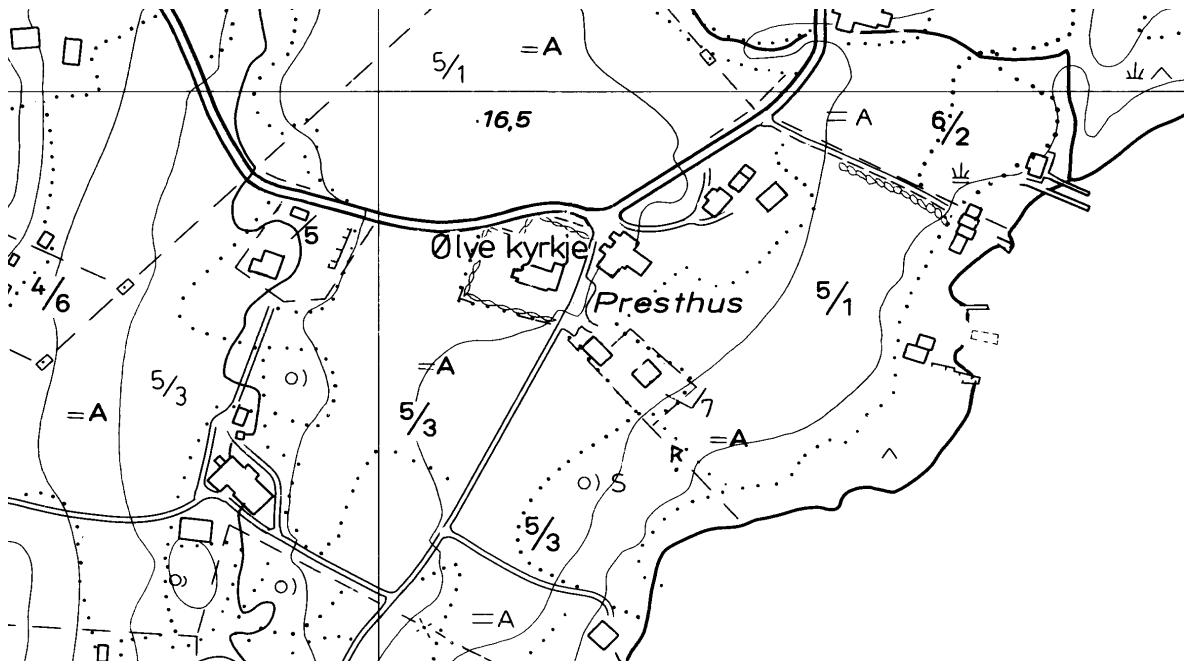 =A
5/1
16,5
=A
6/2
5
Ølve kyrkje
4/6
Presthus
5/1
=A
5/3
=A
5/3
7
=A
R
S
5/3
=A